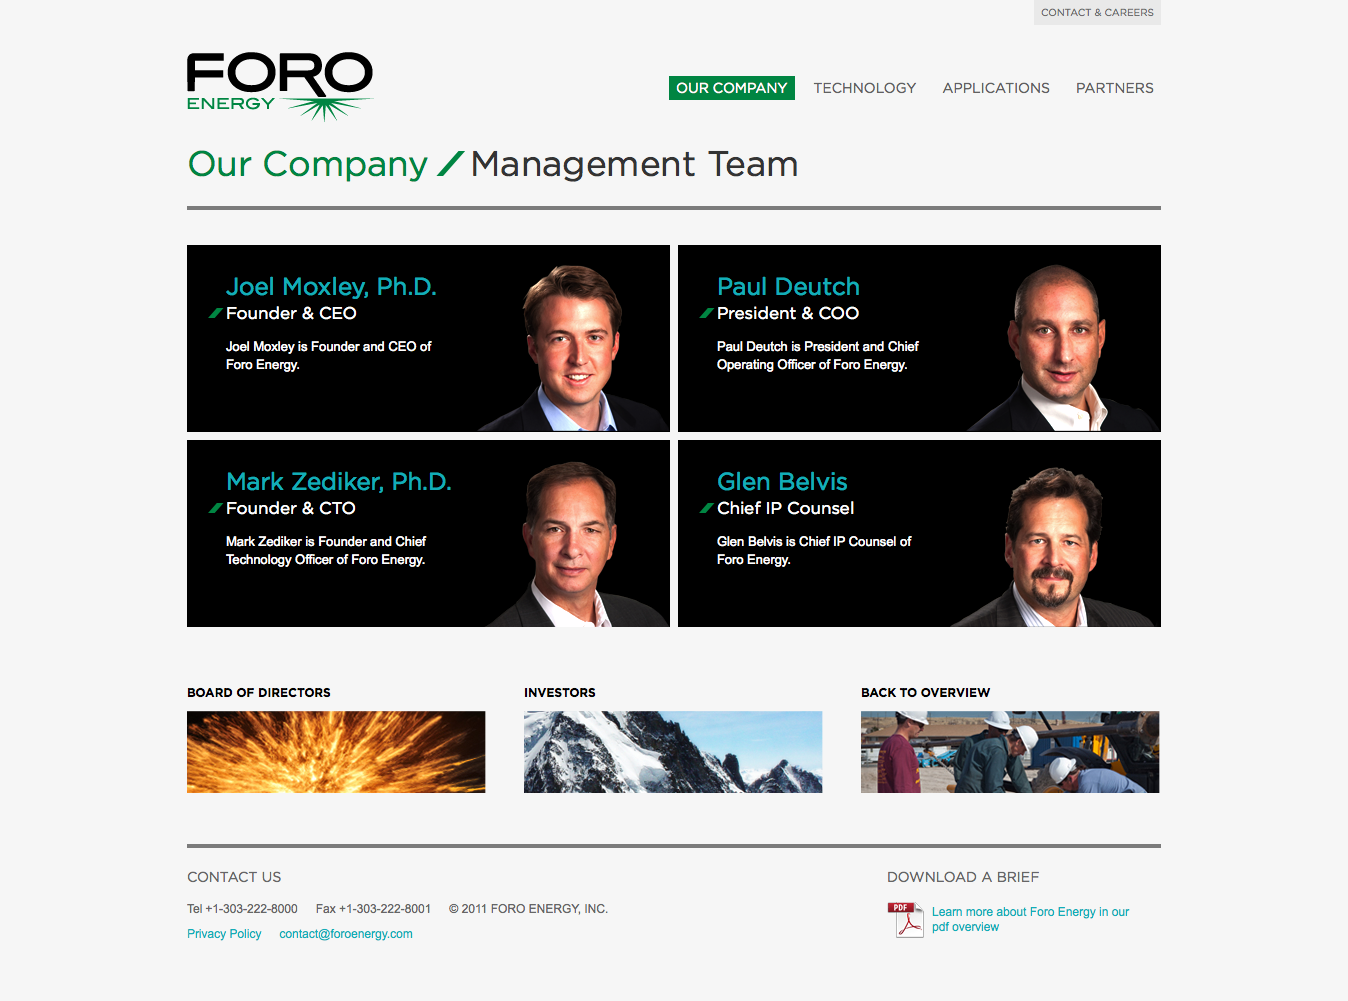 CONTACT & CAREERS
FORO
ENERGY
OUR COMPANY
TECHNOLOGY
APPLICATIONS
PARTNERS
Our Company / Management Team
Joel Moxley, Ph.D.
Founder & CEO
Joel Moxley is Founder and CEO of
Foro Energy.
Paul Deutch
President & COO
Paul Deutch is President and Chief
Operating Officer of Foro Energy.
Mark Zediker, Ph.D.
Founder & CTO
Mark Zediker is Founder and Chief
Technology Officer of Foro Energy.
Glen Belvis
Chief IP Counsel
Glen Belvis is Chief IP Counsel of
Foro Energy.
BOARD OF DIRECTORS
INVESTORS
BACK TO OVERVIEW
CONTACT US
Tel +1-303-222-8000 Fax +1-303-222-8001 © 2011 FORO ENERGY, INC.
Privacy Policy contact@foroenergy.com
DOWNLOAD A BRIEF
PDF
Learn more about Foro Energy in our
pdf overview